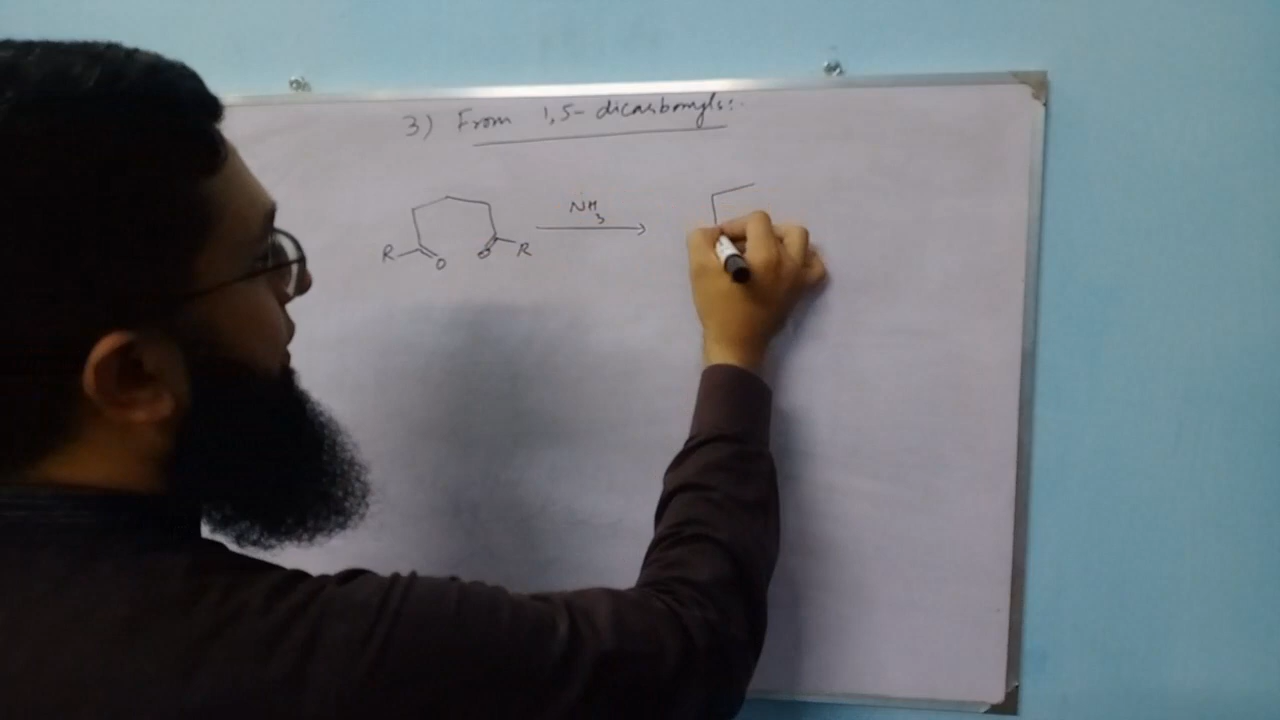 3) From 1,5- dicarbonyls:.
NH3
R O O R